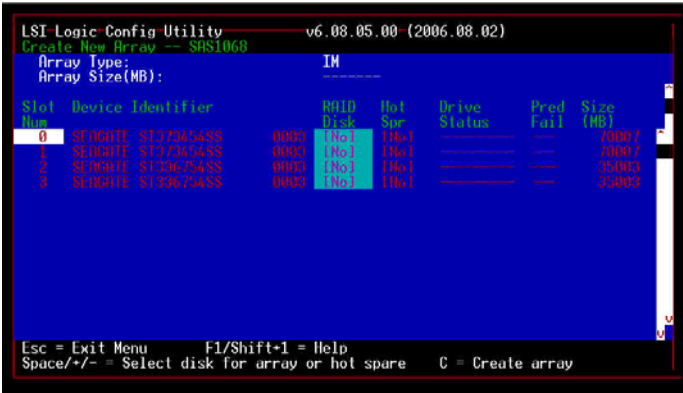 LSI Logic Config Utility v6.08.05.00 (2006.08.02)
Create New Array -- SAS1068
Array Type: IM
Array Size(MB): -------
Slot Device Identifier RAID Hot Drive Pred Size
Num Disk Spr Status Fail (MB)
0 SEAGATE 0003 [No] [No] -------- --- 70007
1 SEAGATE 0003 [No] [No] -------- --- 70007
2 SEAGATE 0003 [No] [No] -------- --- 35003
3 SEAGATE 0003 [No] [No] -------- --- 35003
Esc = Exit Menu F1/Shift+1 = Help
Space/+/- = Select disk for array or hot spare C = Create array